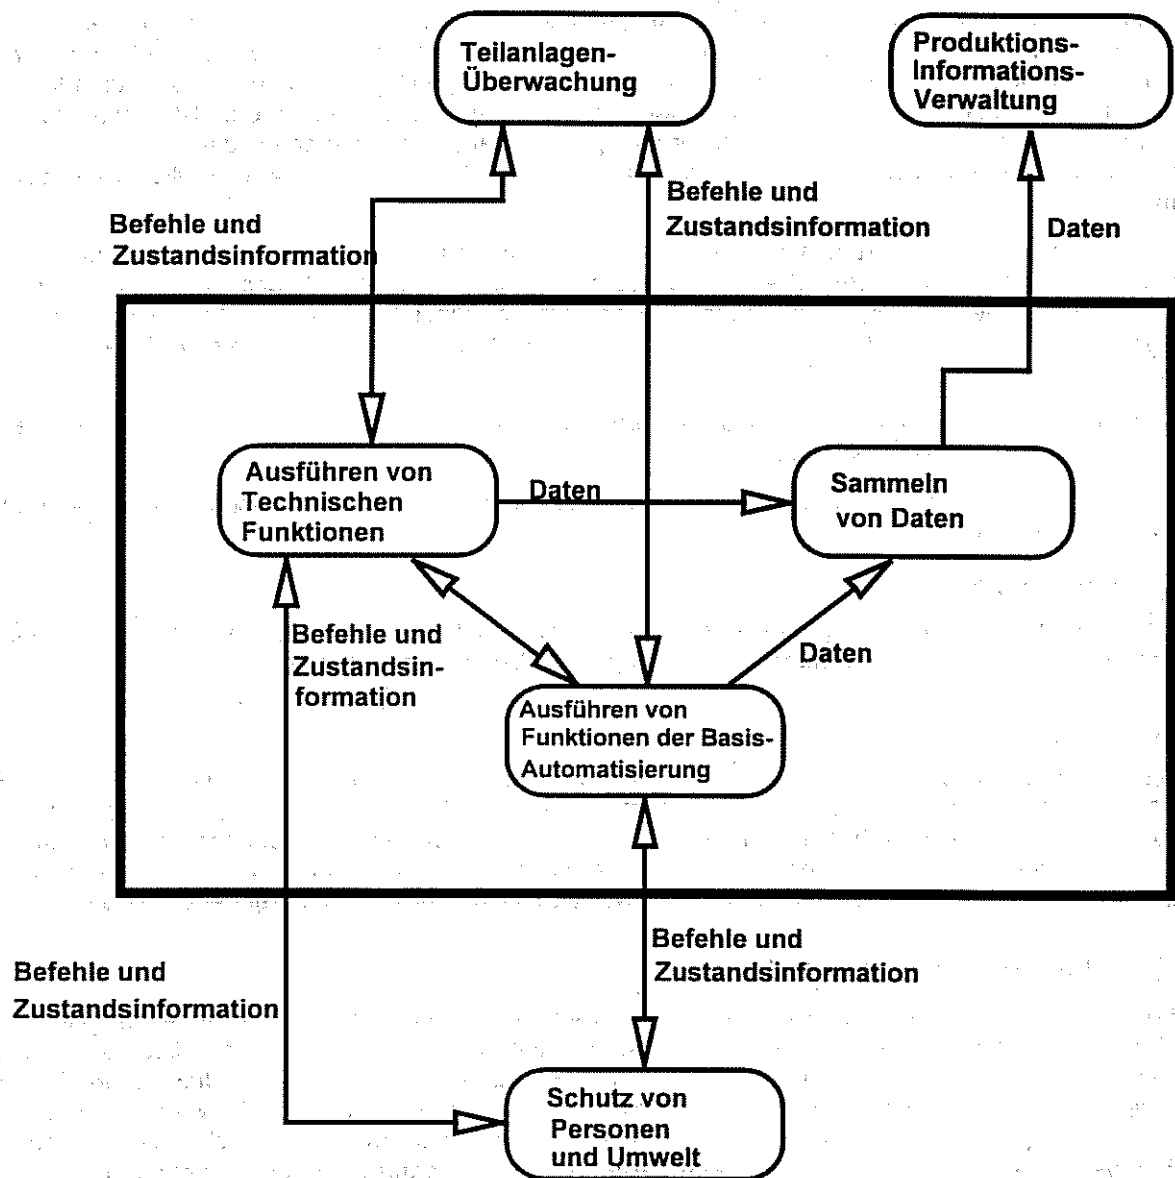 Teilanlagen-
Überwachung
Produktions-
Informations-
Verwaltung
Befehle und
Zustandsinformation
Befehle und
Zustandsinformation
Daten
Ausführen von
Technischen
Funktionen
Daten
Sammeln
von Daten
Befehle und
Zustandsin-
formation
Daten
Ausführen von
Funktionen der Basis-
Automatisierung
Befehle und
Zustandsinformation
Befehle und
Zustandsinformation
Schutz von
Personen
und Umwelt